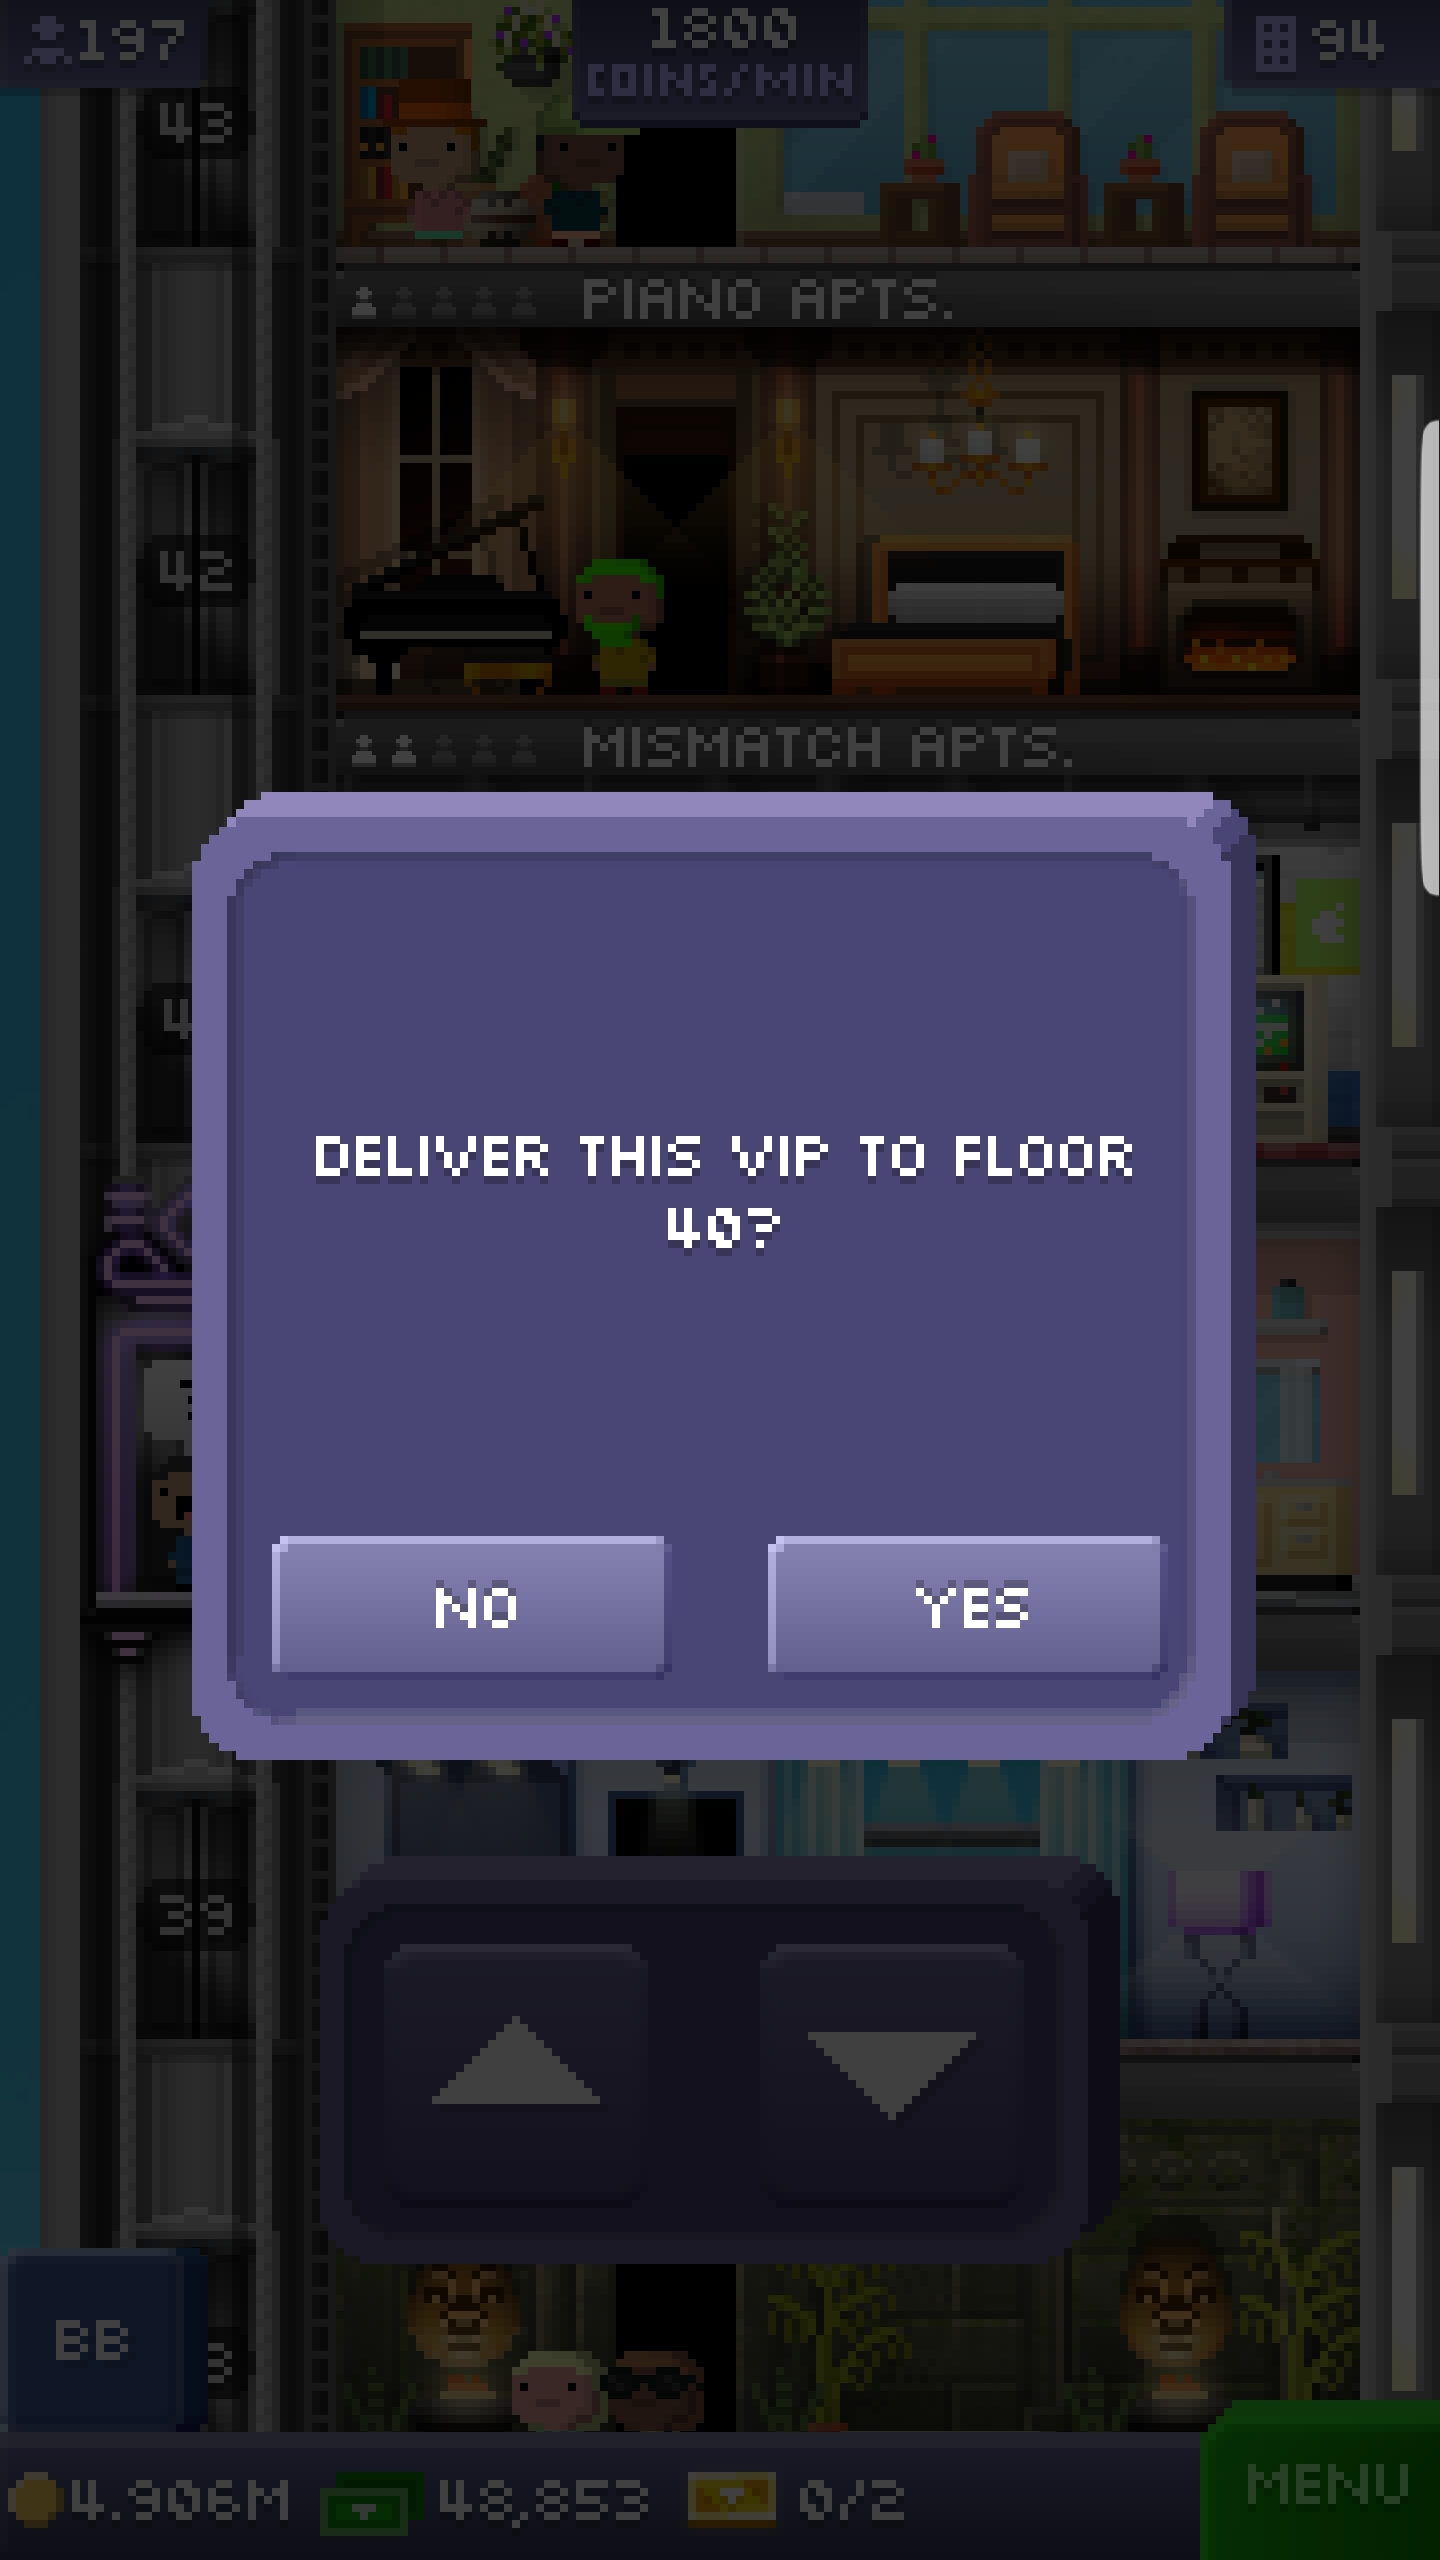 197
1800
COINS/MIN
94
43
PIANO APTS.
42
MISMATCH APTS.
DELIVER THIS VIP TO FLOOR
40?
NO
YES
39
BB
4.906M
48,853
0/2
MENU